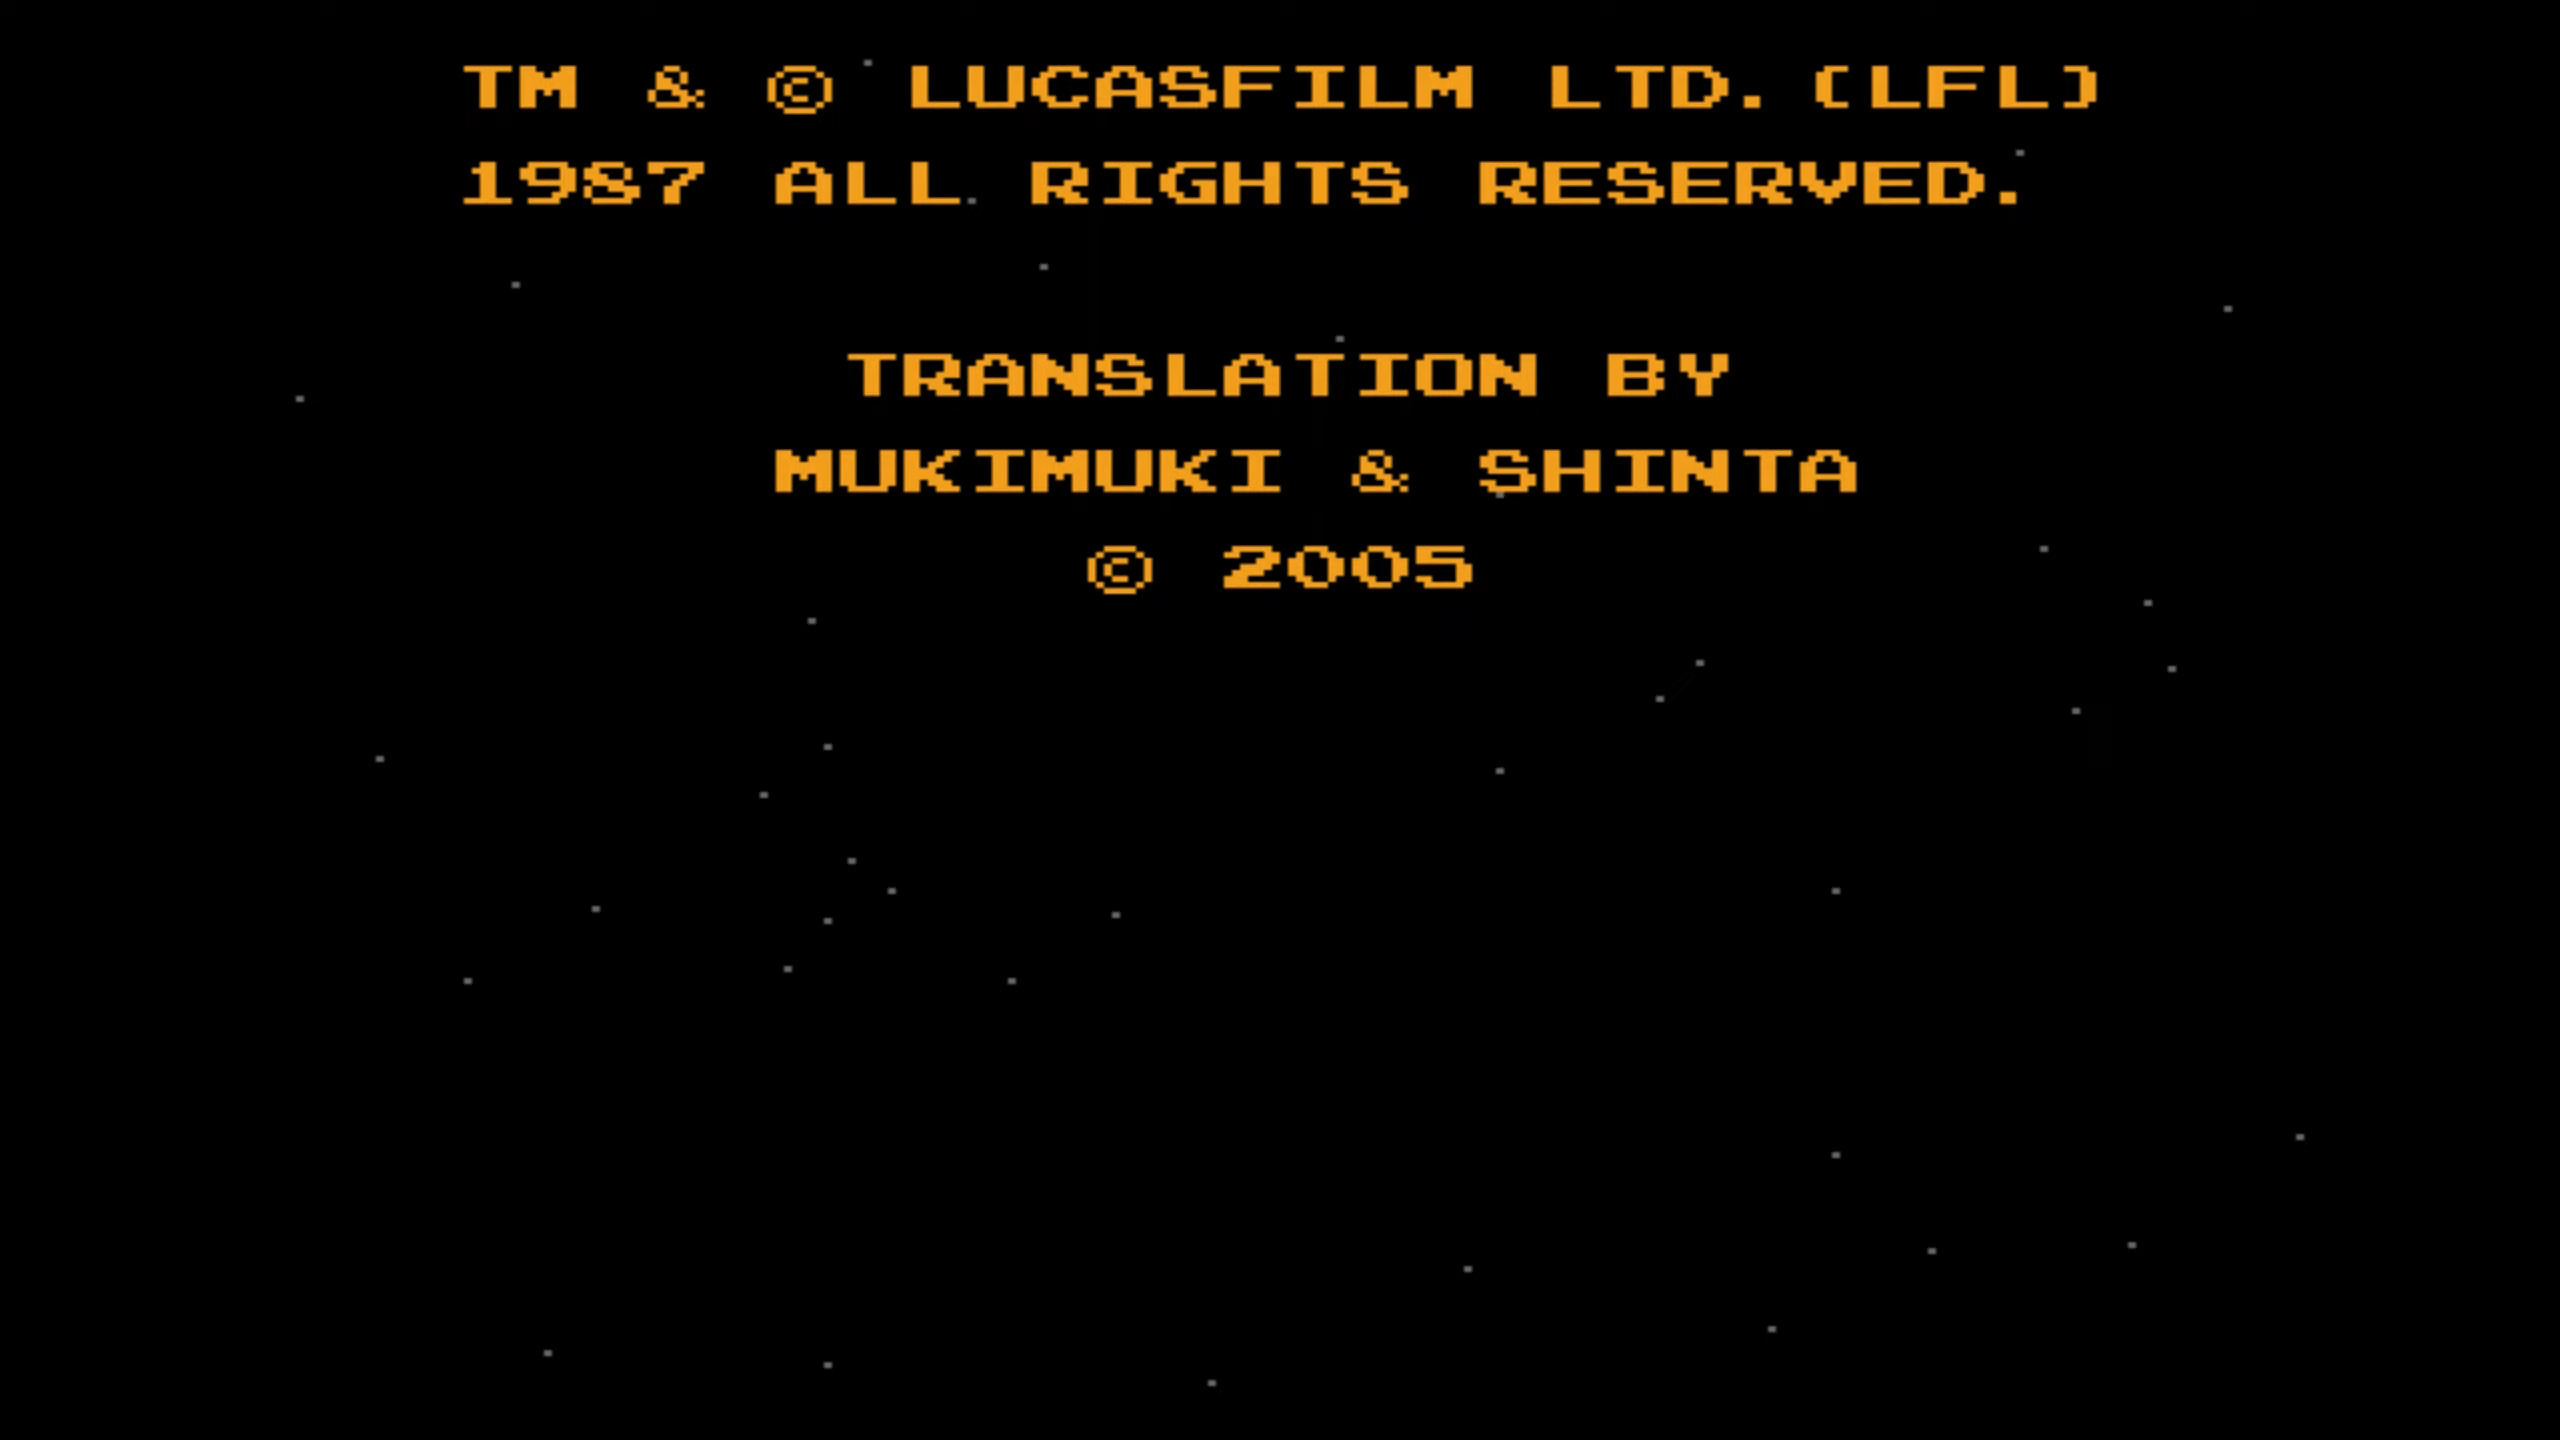 TM & © LUCASFILM LTD.(LFL)
1987 ALL RIGHTS RESERVED.
TRANSLATION BY
MUKIMUKI & SHINTA
© 2005